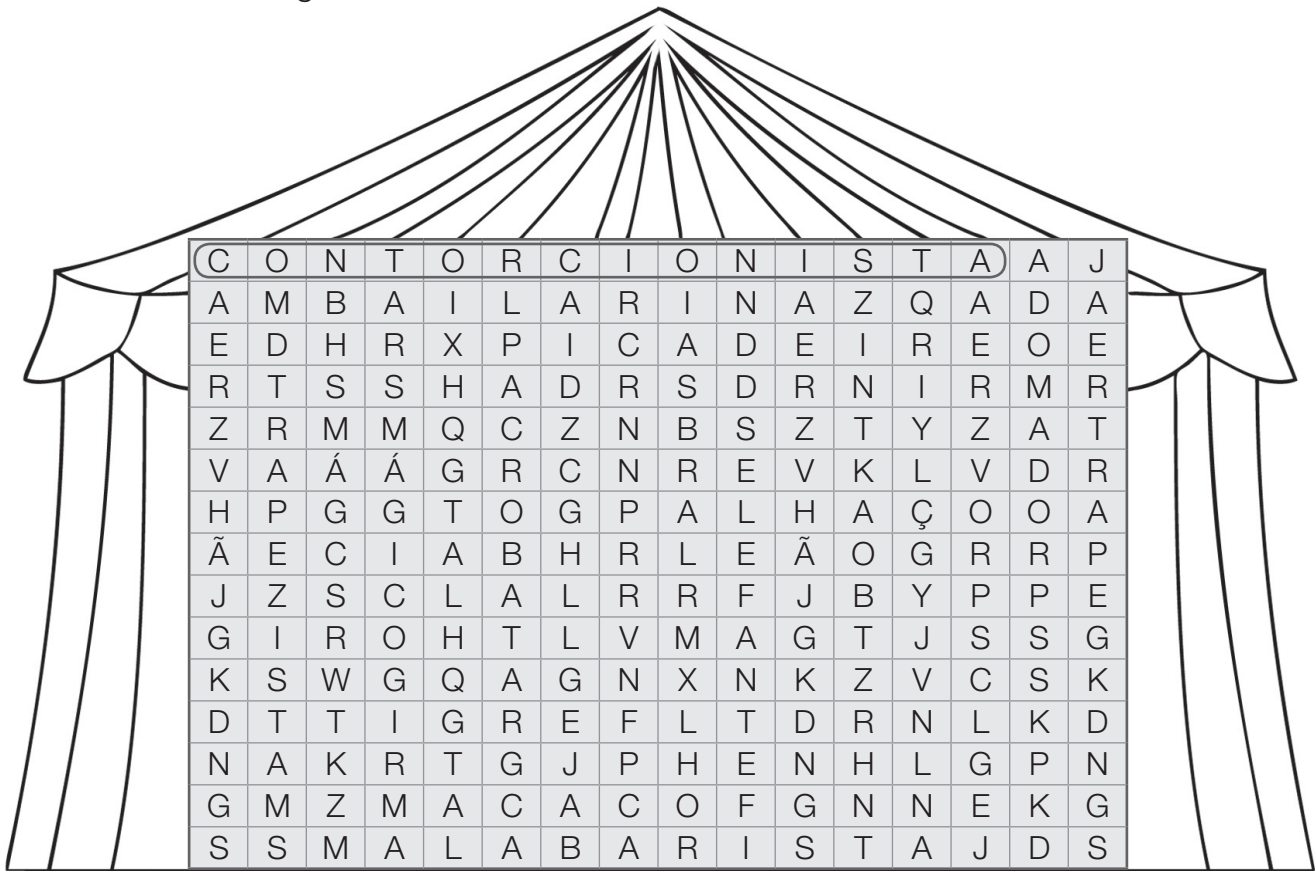 C O N T O R C I O N I S T A A J
A M B A I L A R I N A Z Q A D A
E D H R X P I C A D E I R E O E
R T S S H A D R S D R N I R M R
Z R M M Q C Z N B S Z T Y Z A T
V A Á Á G R C N R E V K L V D R
H P G G T O G P A L H A Ç O O A
Ã E C I A B H R L E Ã O G R R P
J Z S C L A L R R F J B Y P P E
G I R O H T L V M A G T J S S G
K S W G Q A G N X N K Z V C S K
D T T I G R E F L T D R N L K D
N A K R T G J P H E N H L G P N
G M Z M A C A C O F G N N E K G
S S M A L A B A R I S T A J D S